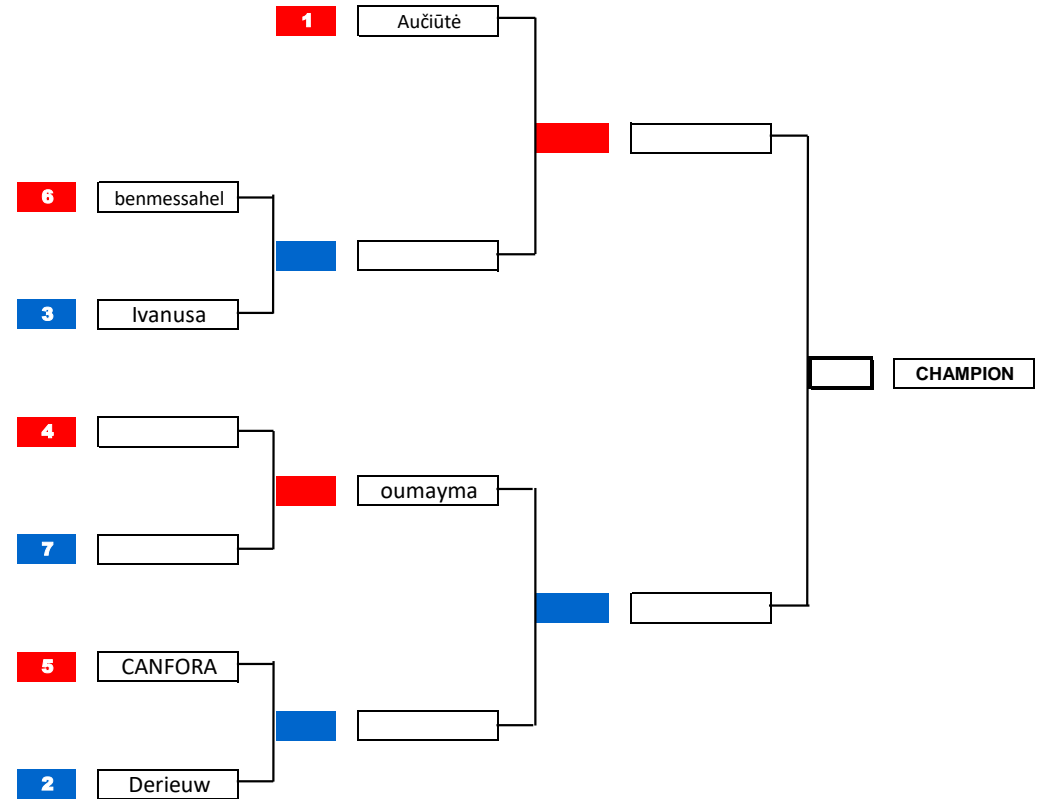 1 Aučiūtė
6 benmessahel
3 Ivanusa
CHAMPION
4
oumayma
7
5 CANFORA
2 Derieuw